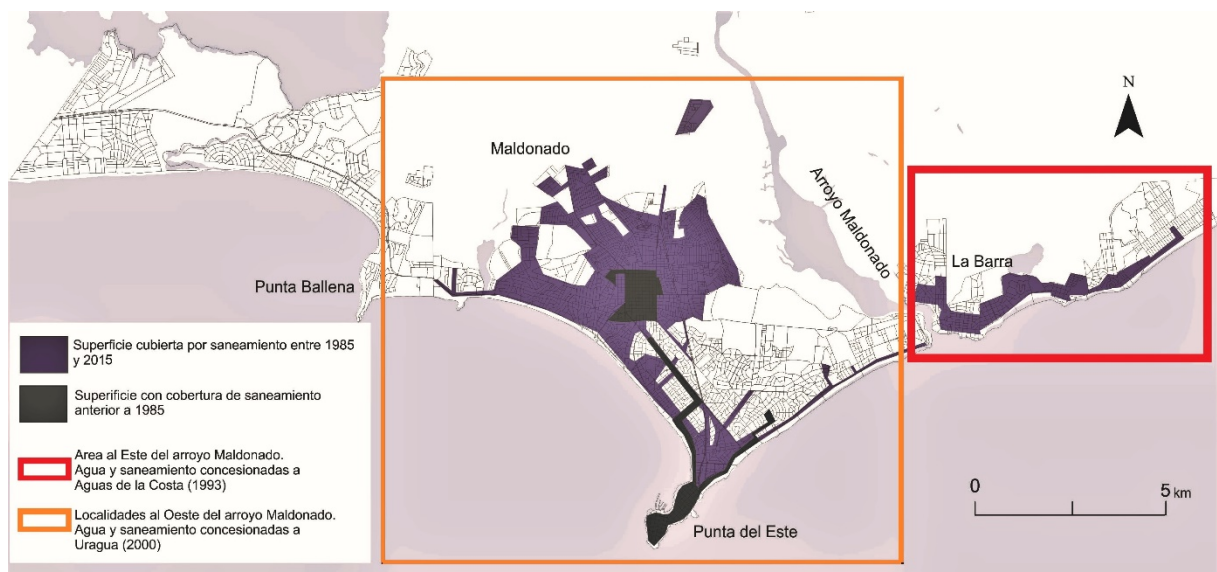 N
Maldonado
Arroyo Maldonado
La Barra
Punta Ballena
Punta del Este
Superficie cubierta por saneamiento entre 1985
y 2015
Superificie con cobertura de saneamiento
anterior a 1985
Area al Este del arroyo Maldonado.
Agua y saneamiento concesionadas a
Aguas de la Costa (1993)
Localidades al Oeste del arroyo Maldonado.
Agua y saneamiento concesionadas a
Uragua (2000)
0 5 km